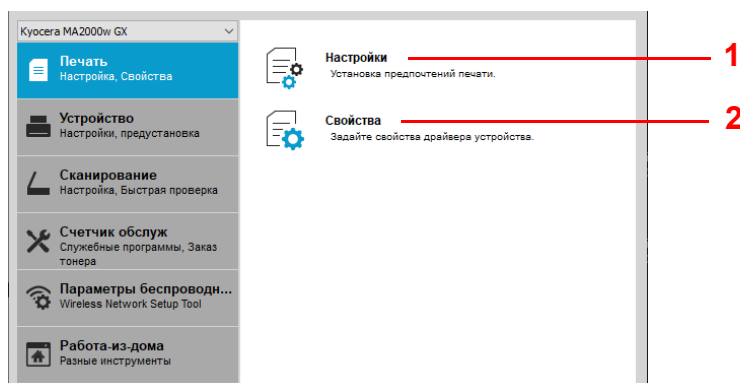 Kyocera MA2000w GX
Печать
Настройка, Свойства
Устройство
Настройки, предустановка
Сканирование
Настройка, Быстрая проверка
Счетчик обслуж
Служебные программы, Заказ
тонера
Параметры беспроводн...
Wireless Network Setup Tool
Работа-из-дома
Разные инструменты
Настройки
Установка предпочтений печати.
1
Свойства
Задайте свойства драйвера устройства.
2